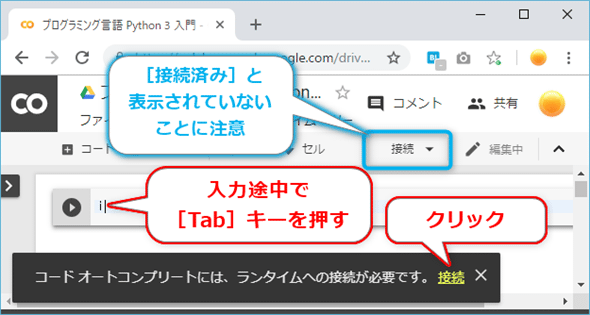 プログラミング言語 Python 3 入門 -
google.com/driv...
［接続済み］と
表示されていない
ことに注意
コメント
共有
ファ
コード
セル
接続
編集中
i
入力途中で
［Tab］キーを押す
クリック
コード オートコンプリートには、ランタイムへの接続が必要です。 接続